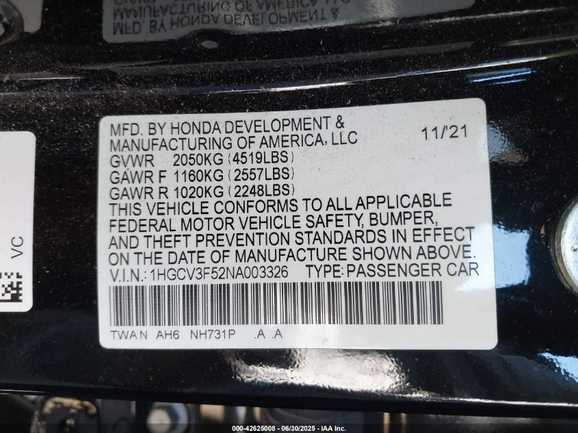 MFD. BY HONDA DEVELOPMENT &
MANUFACTURING OF AMERICA, LLC 11/21
GVWR 2050KG (4519LBS)
GAWR F 1160KG (2557LBS)
GAWR R 1020KG (2248LBS)
THIS VEHICLE CONFORMS TO ALL APPLICABLE
FEDERAL MOTOR VEHICLE SAFETY, BUMPER,
AND THEFT PREVENTION STANDARDS IN EFFECT
ON THE DATE OF MANUFACTURE SHOWN ABOVE.
V.I.N.: 1HGCV3F52NA003326 TYPE: PASSENGER CAR
TWAN AH6 NH731P .A .A
VC
000-42625008 - 06/30/2025 - IAA Inc.